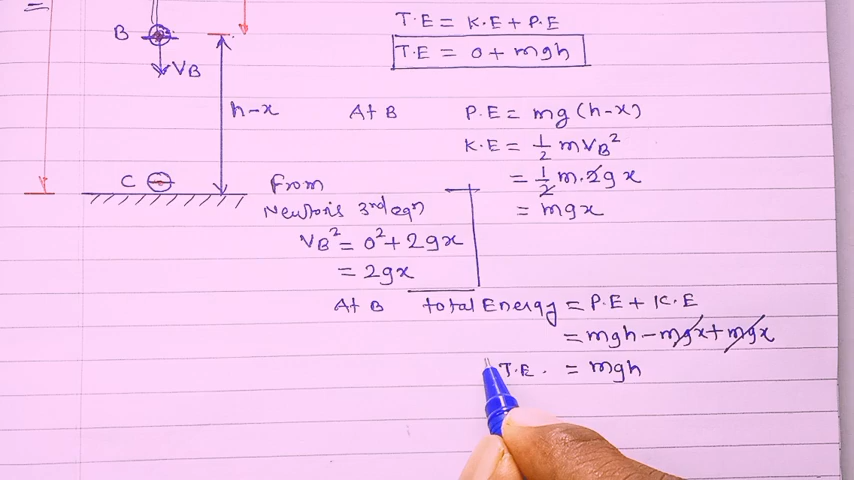 T.E = K.E + P.E
T.E = 0 + mgh
B
VB
h-x
At B P.E = mg (h-x)
K.E = 1/2 m VB²
= 1/2 m.2gx
= mgx
C
From
Newton's 3rd eqn
VB² = 0² + 2gx
= 2gx
At B total Energy = P.E + K.E
= mgh - mgx + mgx
T.E. = mgh